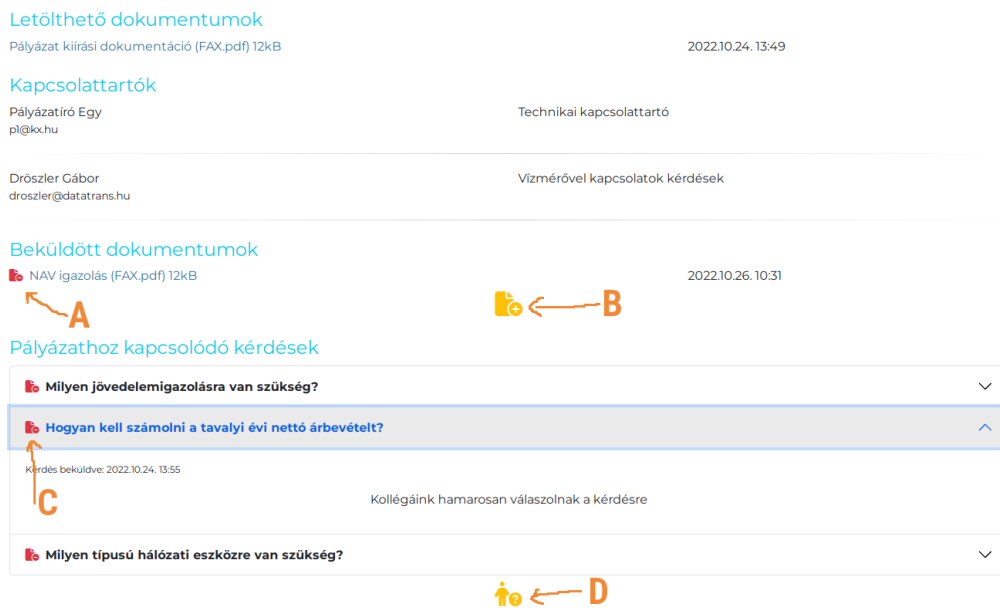 Letölthető dokumentumok
Pályázat kiírási dokumentáció (FAX.pdf) 12kB 2022.10.24. 13:49
Kapcsolattartók
Pályázatíró Egy Technikai kapcsolattartó
p1@kx.hu
Dröszler Gábor Vízmérővel kapcsolatok kérdések
droszler@datatrans.hu
Beküldött dokumentumok
NAV igazolás (FAX.pdf) 12kB 2022.10.26. 10:31
A B
Pályázathoz kapcsolódó kérdések
Milyen jövedelemigazolásra van szükség?
Hogyan kell számolni a tavalyi évi nettó árbevételt?
Kérdés beküldve: 2022.10.24. 13:55
C
Kollégáink hamarosan válaszolnak a kérdésre
Milyen típusú hálózati eszközre van szükség?
D